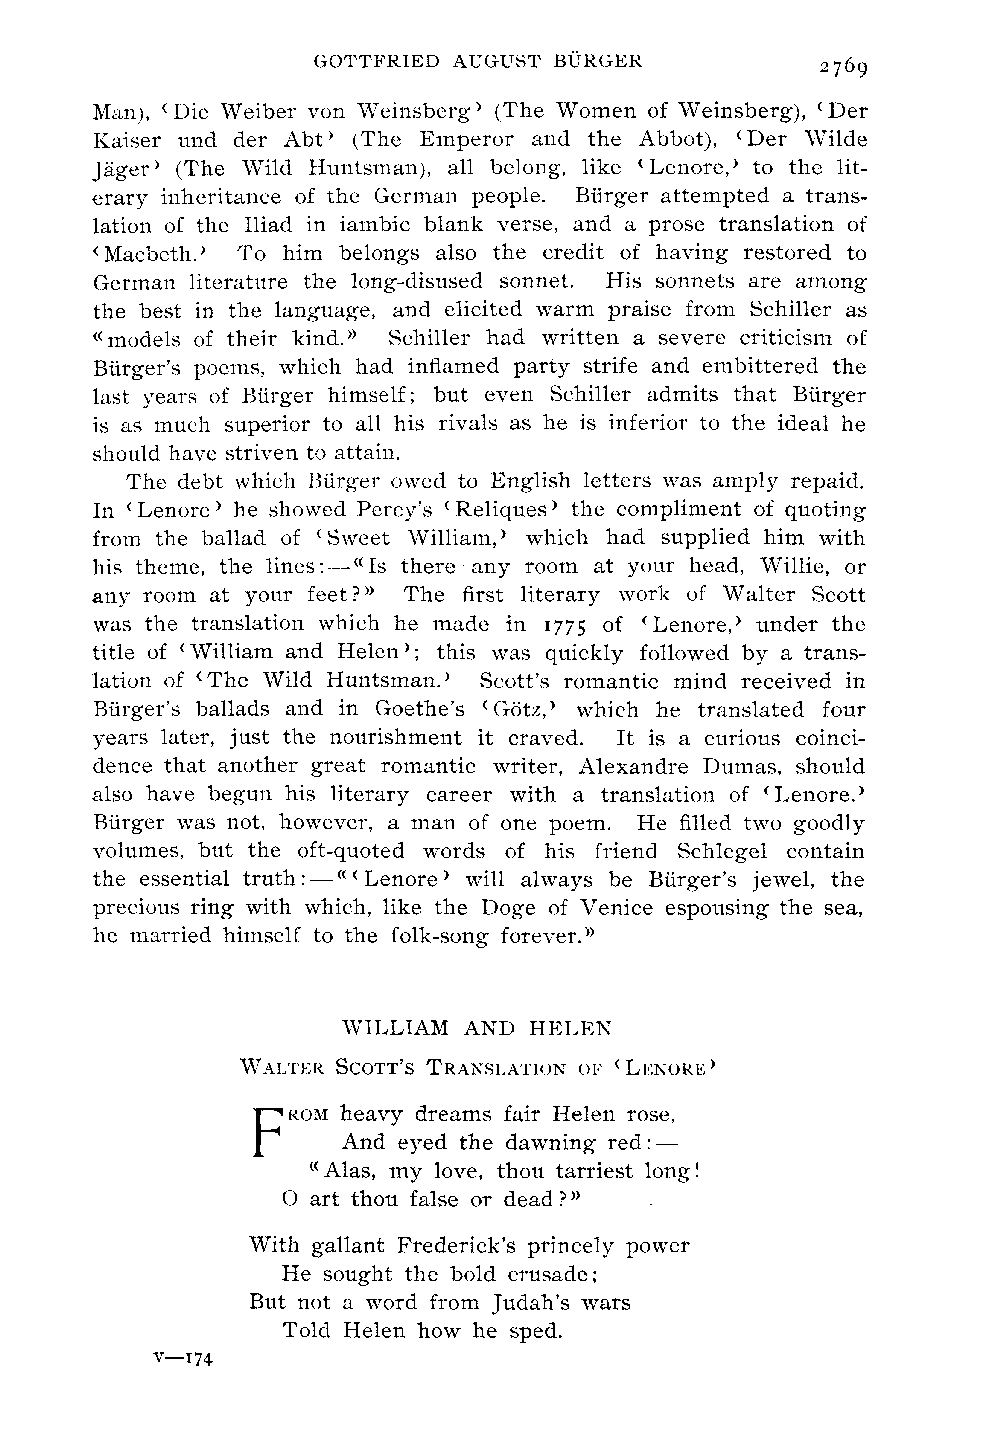 GOTTFRIED AUGUST BÜRGER 2769
Man), ‘Die Weiber von Weinsberg’ (The Women of Weinsberg), ‘Der
Kaiser und der Abt’ (The Emperor and the Abbot), ‘Der Wilde
Jäger’ (The Wild Huntsman), all belong, like ‘Lenore,’ to the lit-
erary inheritance of the German people. Bürger attempted a trans-
lation of the Iliad in iambic blank verse, and a prose translation of
‘Macbeth.’ To him belongs also the credit of having restored to
German literature the long-disused sonnet. His sonnets are among
the best in the language, and elicited warm praise from Schiller as
“models of their kind.” Schiller had written a severe criticism of
Bürger's poems, which had inflamed party strife and embittered the
last years of Bürger himself; but even Schiller admits that Bürger
is as much superior to all his rivals as he is inferior to the ideal he
should have striven to attain.
The debt which Bürger owed to English letters was amply repaid.
In ‘Lenore’ he showed Percy's ‘Reliques’ the compliment of quoting
from the ballad of ‘Sweet William,’ which had supplied him with
his theme, the lines:—“Is there any room at your head, Willie, or
any room at your feet?” The first literary work of Walter Scott
was the translation which he made in 1775 of ‘Lenore,’ under the
title of ‘William and Helen’; this was quickly followed by a trans-
lation of ‘The Wild Huntsman.’ Scott's romantic mind received in
Bürger's ballads and in Goethe's ‘Götz,’ which he translated four
years later, just the nourishment it craved. It is a curious coinci-
dence that another great romantic writer, Alexandre Dumas, should
also have begun his literary career with a translation of ‘Lenore.’
Bürger was not, however, a man of one poem. He filled two goodly
volumes, but the oft-quoted words of his friend Schlegel contain
the essential truth:—“‘Lenore’ will always be Bürger's jewel, the
precious ring with which, like the Doge of Venice espousing the sea,
he married himself to the folk-song forever.”
WILLIAM AND HELEN
WALTER SCOTT'S TRANSLATION OF ‘LENORE’
FROM heavy dreams fair Helen rose,
And eyed the dawning red:—
“Alas, my love, thou tarriest long!
O art thou false or dead?”
With gallant Frederick's princely power
He sought the bold crusade;
But not a word from Judah's wars
Told Helen how he sped.
V—174